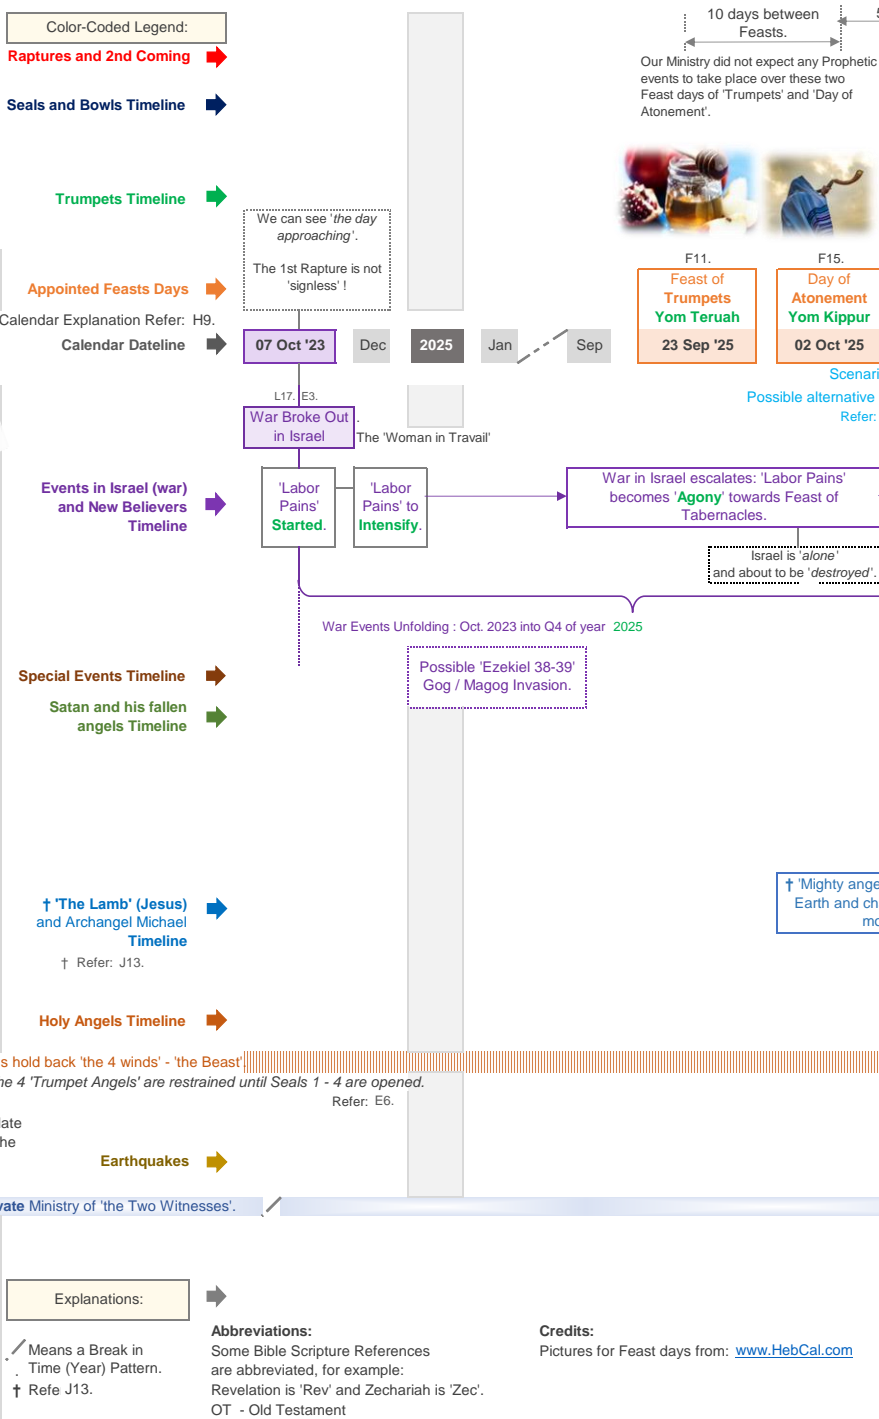 Color-Coded Legend:
10 days between
Feasts.
Raptures and 2nd Coming
Our Ministry did not expect any Prophetic
events to take place over these two
Feast days of 'Trumpets' and 'Day of
Atonement'.
Seals and Bowls Timeline
Trumpets Timeline
We can see 'the day
approaching'.
The 1st Rapture is not
'signless' !
F11.
F15.
Appointed Feasts Days
Feast of
Trumpets
Yom Teruah
23 Sep '25
Day of
Atonement
Yom Kippur
02 Oct '25
Calendar Explanation Refer: H9.
Calendar Dateline
07 Oct '23
Dec
2025
Jan
Sep
Scenari
Possible alternative
Refer:
L17. E3.
War Broke Out
in Israel
.
The 'Woman in Travail'
Events in Israel (war)
and New Believers
Timeline
'Labor
Pains'
Started.
'Labor
Pains' to
Intensify.
War in Israel escalates: 'Labor Pains'
becomes 'Agony' towards Feast of
Tabernacles.
Israel is 'alone'
and about to be 'destroyed'.
War Events Unfolding : Oct. 2023 into Q4 of year 2025
Special Events Timeline
Possible 'Ezekiel 38-39'
Gog / Magog Invasion.
Satan and his fallen
angels Timeline
† 'The Lamb' (Jesus)
and Archangel Michael
Timeline
† Refer: J13.
† 'Mighty ange
Earth and ch
mo
Holy Angels Timeline
s hold back 'the 4 winds' - 'the Beast'.
ne 4 'Trumpet Angels' are restrained until Seals 1 - 4 are opened.
Refer: E6.
late
the
Earthquakes
vate Ministry of 'the Two Witnesses'.
Explanations:
Means a Break in
Time (Year) Pattern.
† Refe J13.
Abbreviations:
Some Bible Scripture References
are abbreviated, for example:
Revelation is 'Rev' and Zechariah is 'Zec'.
OT - Old Testament
Credits:
Pictures for Feast days from: www.HebCal.com